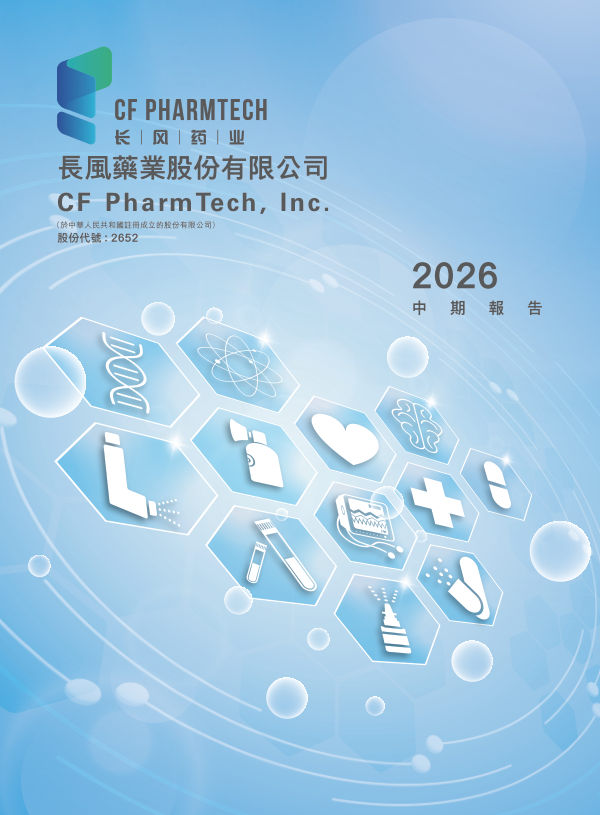 CF PHARMTECH
长 | 风 | 药 | 业
長風藥業股份有限公司
CF PharmTech, Inc.
(於中華人民共和國註冊成立的股份有限公司)
股份代號 : 2652
2026
中期報告